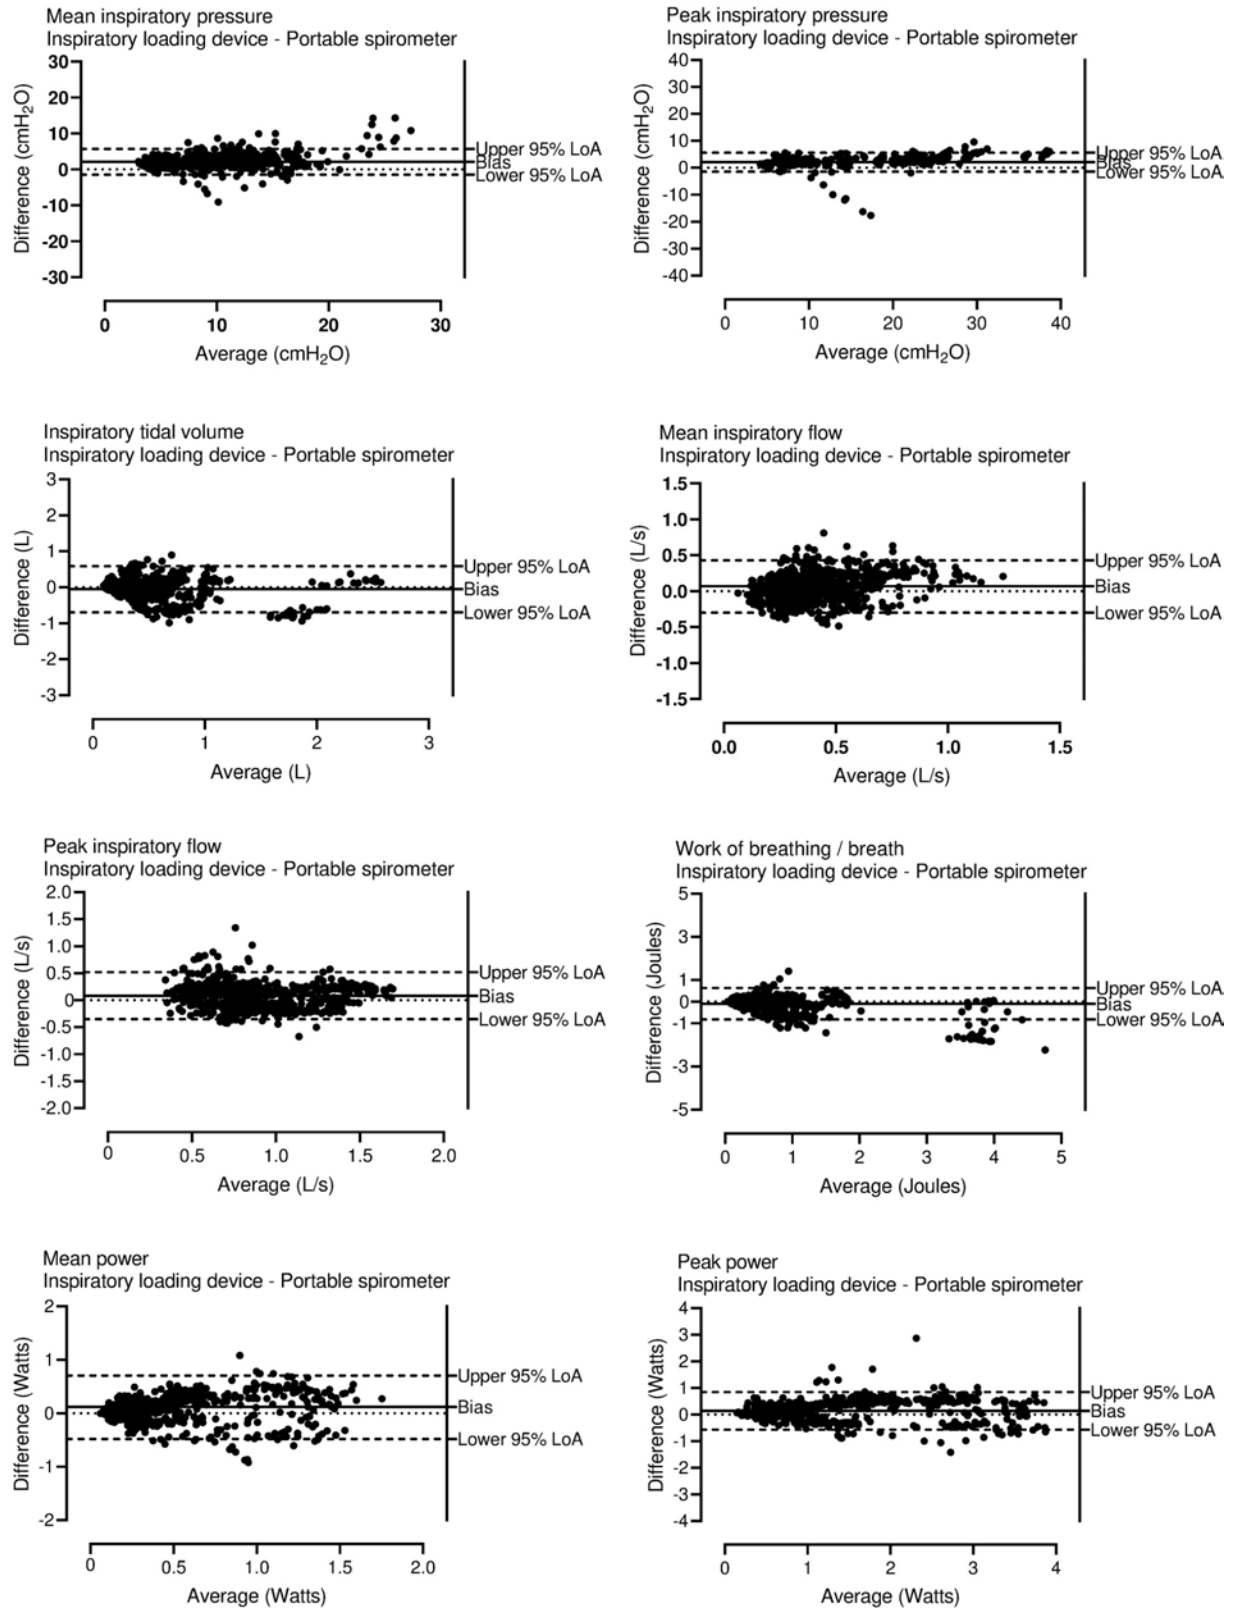 Mean inspiratory pressure
Inspiratory loading device - Portable spirometer
30
20
10
0
-10
-20
-30
Difference (cmH₂O)
Upper 95% LoA
Bias
Lower 95% LoA
0
10
20
30
Average (cmH₂O)
Peak inspiratory pressure
Inspiratory loading device - Portable spirometer
40
30
20
10
0
-10
-20
-30
-40
Difference (cmH₂O)
Upper 95% LoA
Bias
Lower 95% LoA
0
10
20
30
40
Average (cmH₂O)
Inspiratory tidal volume
Inspiratory loading device - Portable spirometer
3
2
1
0
-1
-2
-3
Difference (L)
Upper 95% LoA
Bias
Lower 95% LoA
0
1
2
3
Average (L)
Mean inspiratory flow
Inspiratory loading device - Portable spirometer
1.5
1.0
0.5
0.0
-0.5
-1.0
-1.5
Difference (L/s)
Upper 95% LoA
Bias
Lower 95% LoA
0.0
0.5
1.0
1.5
Average (L/s)
Peak inspiratory flow
Inspiratory loading device - Portable spirometer
2.0
1.5
1.0
0.5
0
-0.5
-1.0
-1.5
-2.0
Difference (L/s)
Upper 95% LoA
Bias
Lower 95% LoA
0
0.5
1.0
1.5
2.0
Average (L/s)
Work of breathing / breath
Inspiratory loading device - Portable spirometer
5
3
1
0
-1
-3
-5
Difference (Joules)
Upper 95% LoA
Bias
Lower 95% LoA
0
1
2
3
4
5
Average (Joules)
Mean power
Inspiratory loading device - Portable spirometer
2
1
0
-1
-2
Difference (Watts)
Upper 95% LoA
Bias
Lower 95% LoA
0
0.5
1.0
1.5
2.0
Average (Watts)
Peak power
Inspiratory loading device - Portable spirometer
4
3
2
1
0
-1
-2
-3
-4
Difference (Watts)
Upper 95% LoA
Bias
Lower 95% LoA
0
1
2
3
4
Average (Watts)